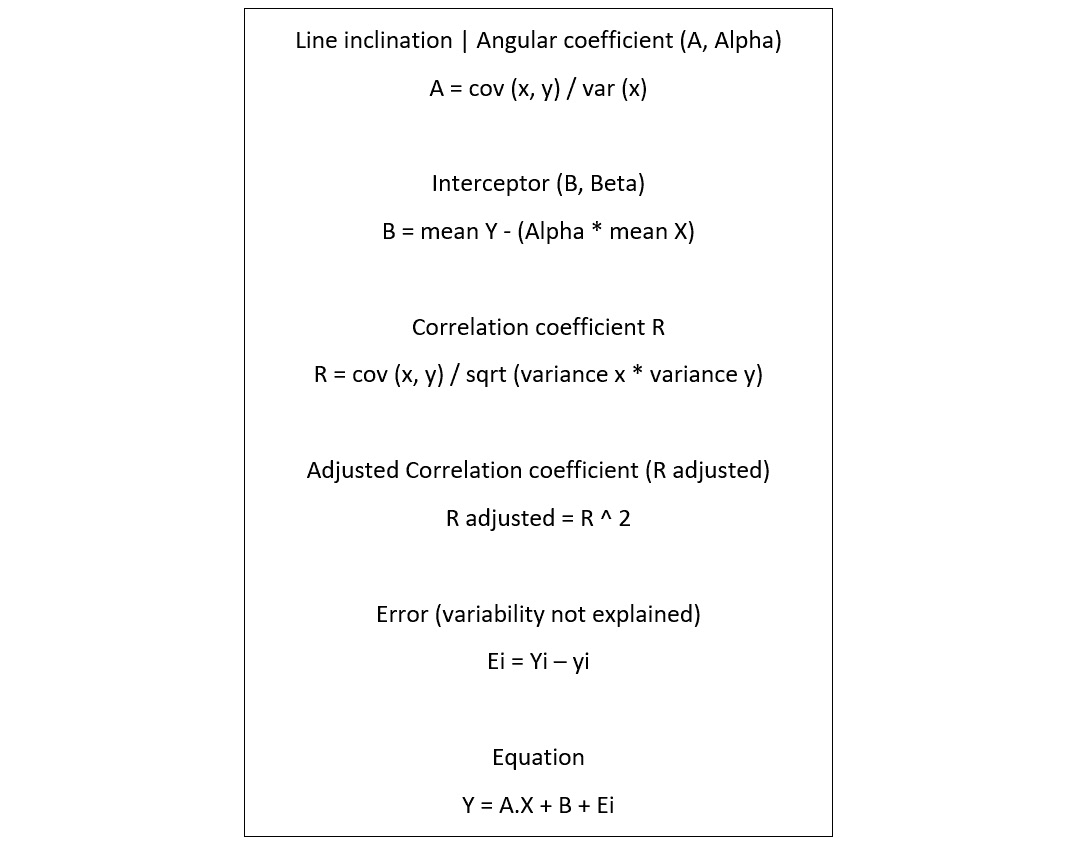 Line inclination | Angular coefficient (A, Alpha)
A = cov (x, y) / var (x)
Interceptor (B, Beta)
B = mean Y - (Alpha * mean X)
Correlation coefficient R
R = cov (x, y) / sqrt (variance x * variance y)
Adjusted Correlation coefficient (R adjusted)
R adjusted = R ^ 2
Error (variability not explained)
Ei = Yi – yi
Equation
Y = A.X + B + Ei